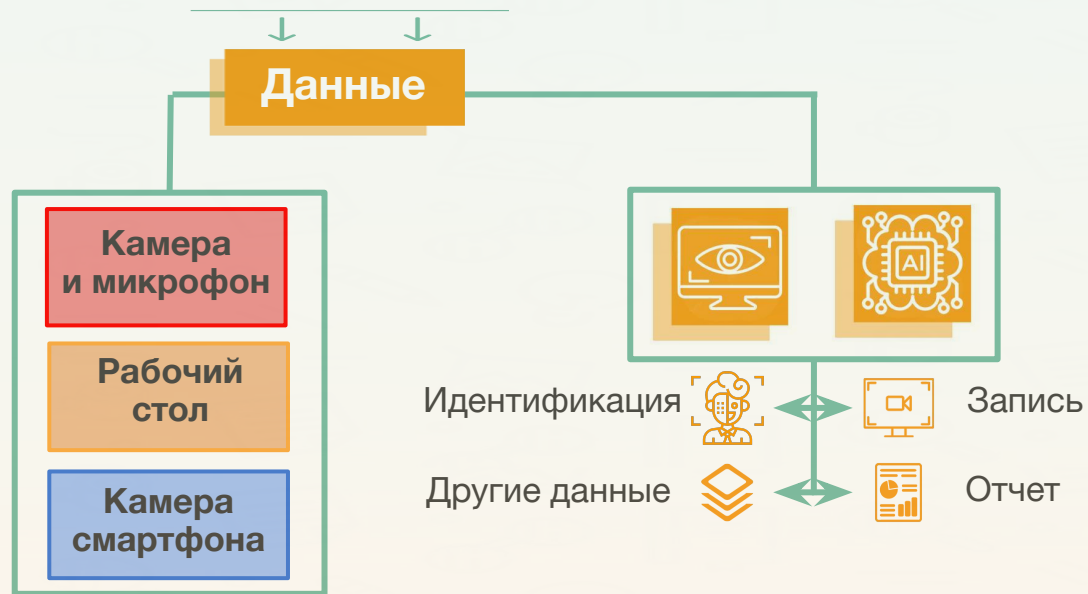 Данные
Камера
и микрофон
Рабочий
стол
Камера
смартфона
AI
Идентификация
Запись
Другие данные
Отчет